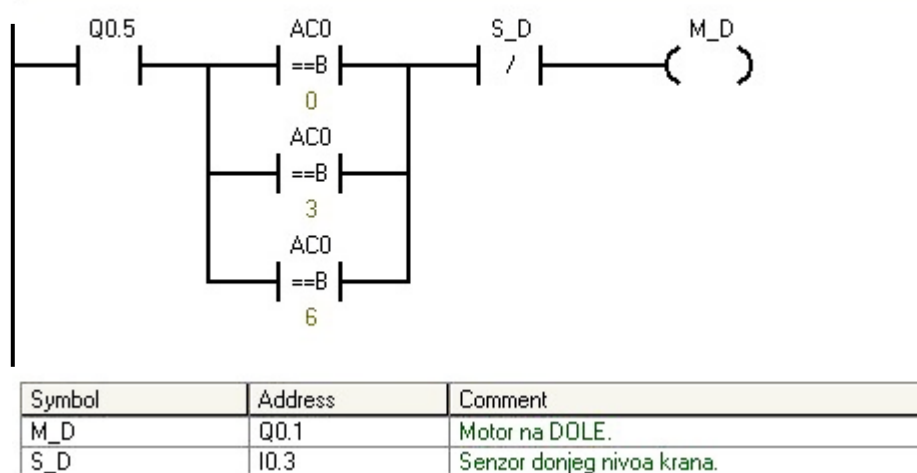 Q0.5 AC0 S_D M_D
==B /
0
AC0
==B
3
AC0
==B
6
Symbol Address Comment
M_D Q0.1 Motor na DOLE.
S_D I0.3 Senzor donjeg nivoa krana.